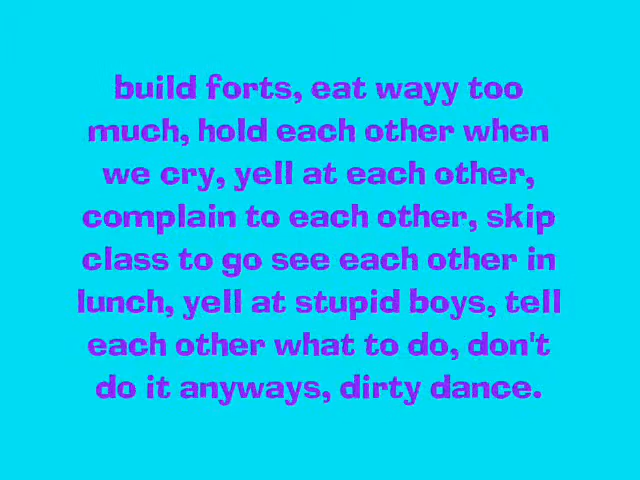 build forts, eat wayy too
much, hold each other when
we cry, yell at each other,
complain to each other, skip
class to go see each other in
lunch, yell at stupid boys, tell
each other what to do, don't
do it anyways, dirty dance.